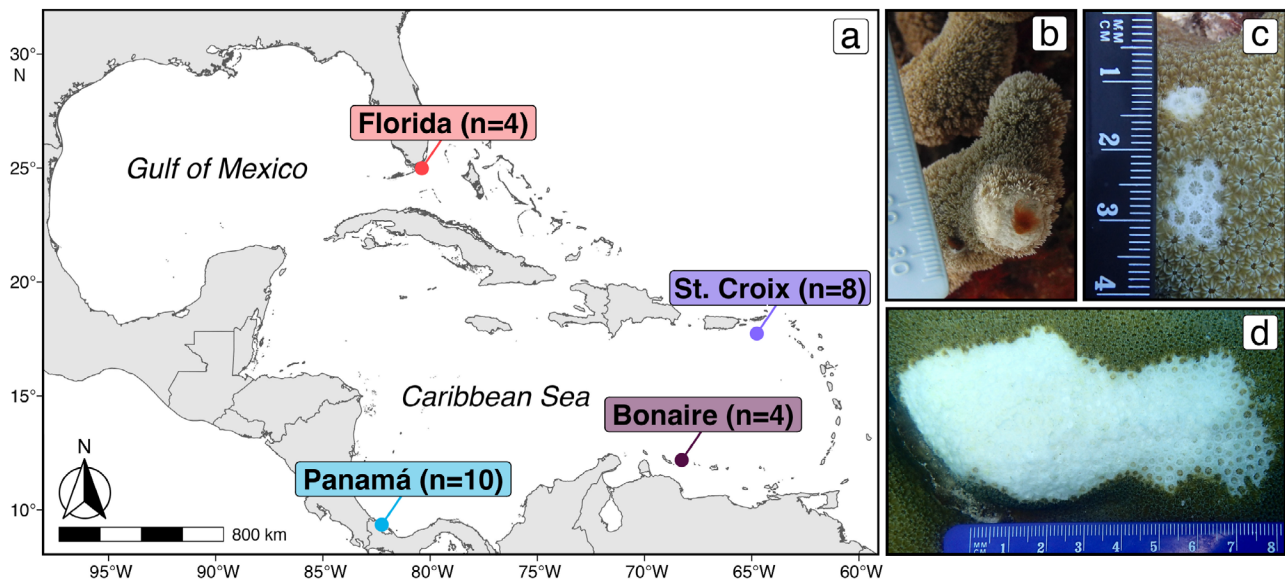 a
30°
N
Florida (n=4)
Gulf of Mexico
25°
20°
St. Croix (n=8)
15°
Caribbean Sea
Bonaire (n=4)
Panamá (n=10)
N
10°
800 km
95°W
90°W
85°W
80°W
75°W
70°W
65°W
60°W
b
30
c
MM
CM
1
2
3
4
d
MM
CM
1 2 3 4 5 6 7 8